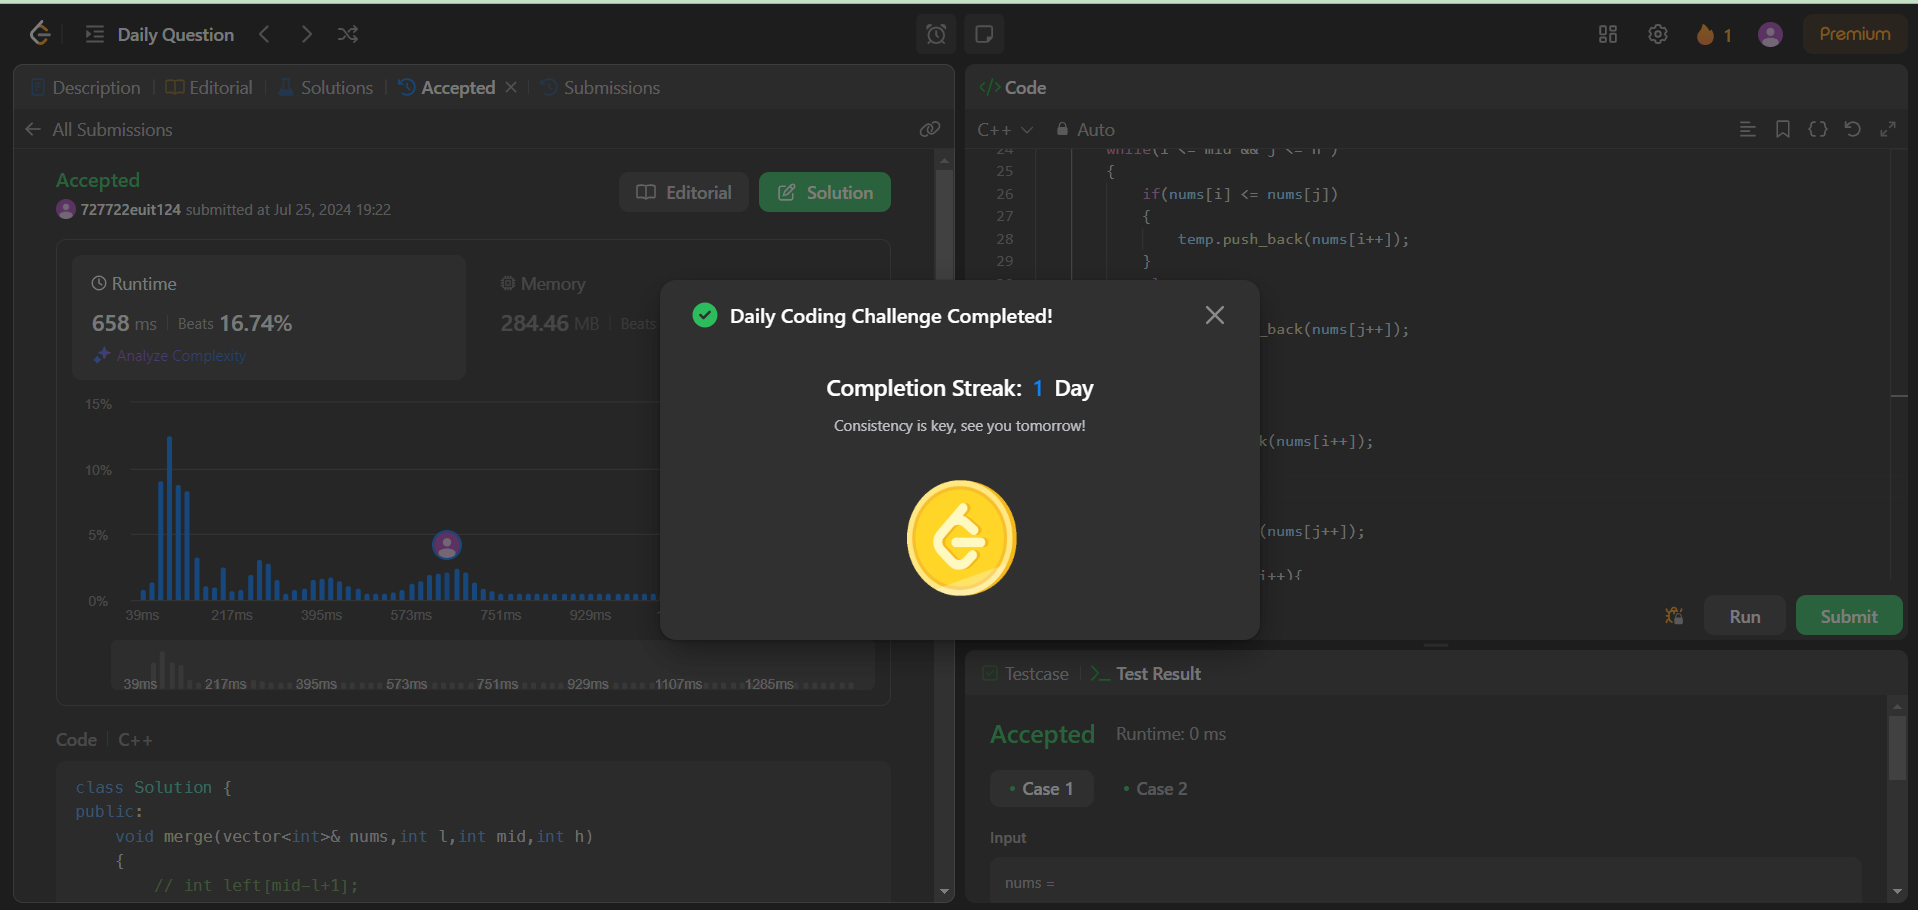 Daily Question
1
Premium
Description
Editorial
Solutions
Accepted
Submissions
All Submissions
Accepted
727722euit124 submitted at Jul 25, 2024 19:22
Editorial
Solution
Runtime
658 ms
Beats 16.74%
Analyze Complexity
Memory
284.46 MB
Beats
15%
10%
5%
0%
39ms 217ms 395ms 573ms 751ms 929ms
39ms 217ms 395ms 573ms 751ms 929ms 1107ms 1285ms
Code
C++
class Solution {
public:
void merge(vector<int>& nums,int l,int mid,int h)
{
// int left[mid-l+1];
Daily Coding Challenge Completed!
Completion Streak: 1 Day
Consistency is key, see you tomorrow!
Code
C++
Auto
24 while(i <= mid && j <= h )
25 {
26 if(nums[i] <= nums[j])
27 {
28 temp.push_back(nums[i++]);
29 }
_back(nums[j++]);
k(nums[i++]);
(nums[j++]);
i++){
Run
Submit
Testcase
Test Result
Accepted
Runtime: 0 ms
Case 1
Case 2
Input
nums =